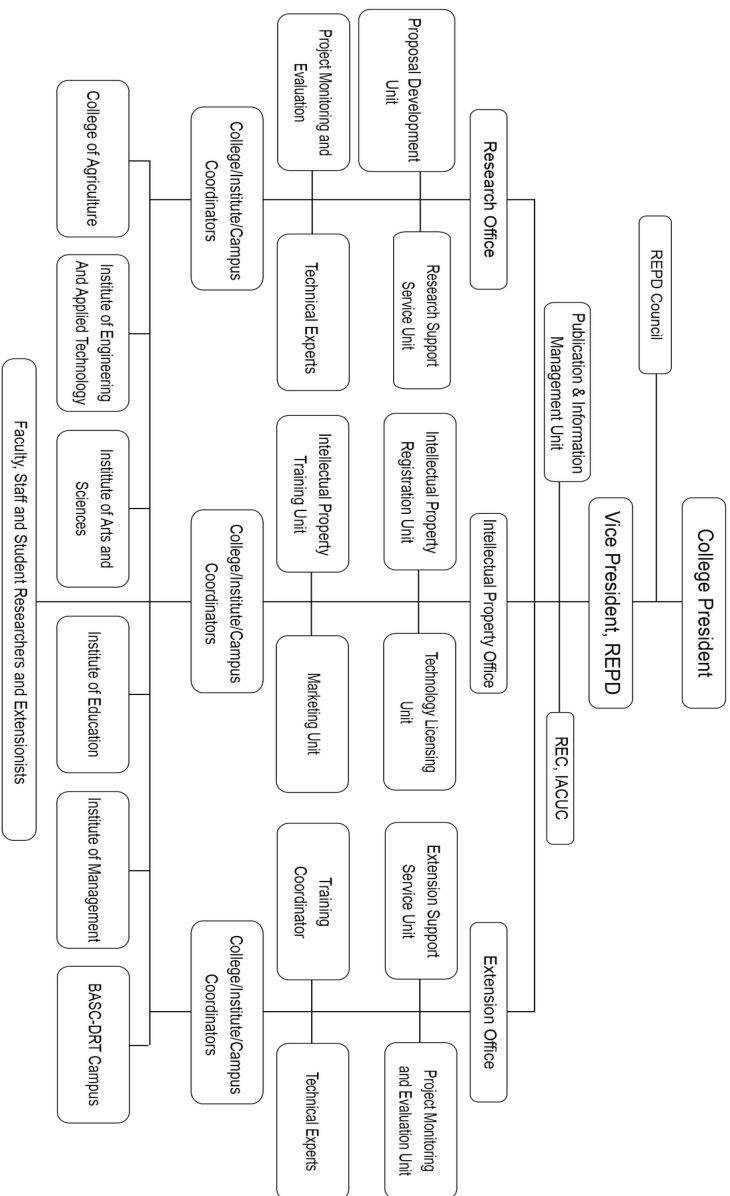 College President
REPD Council
Vice President, REPD
Publication & Information
Management Unit
REC, IACUC
Research Office
Intellectual Property Office
Extension Office
Proposal Development
Unit
Research Support
Service Unit
Intellectual Property
Registration Unit
Technology Licensing
Unit
Extension Support
Service Unit
Project Monitoring
and Evaluation Unit
Project Monitoring and
Evaluation
Technical Experts
Intellectual Property
Training Unit
Marketing Unit
Training
Coordinator
Technical Experts
College/Institute/Campus
Coordinators
College/Institute/Campus
Coordinators
College/Institute/Campus
Coordinators
College of Agriculture
Institute of Engineering
And Applied Technology
Institute of Arts and
Sciences
Institute of Education
Institute of Management
BASC-DRT Campus
Faculty, Staff and Student Researchers and Extensionists